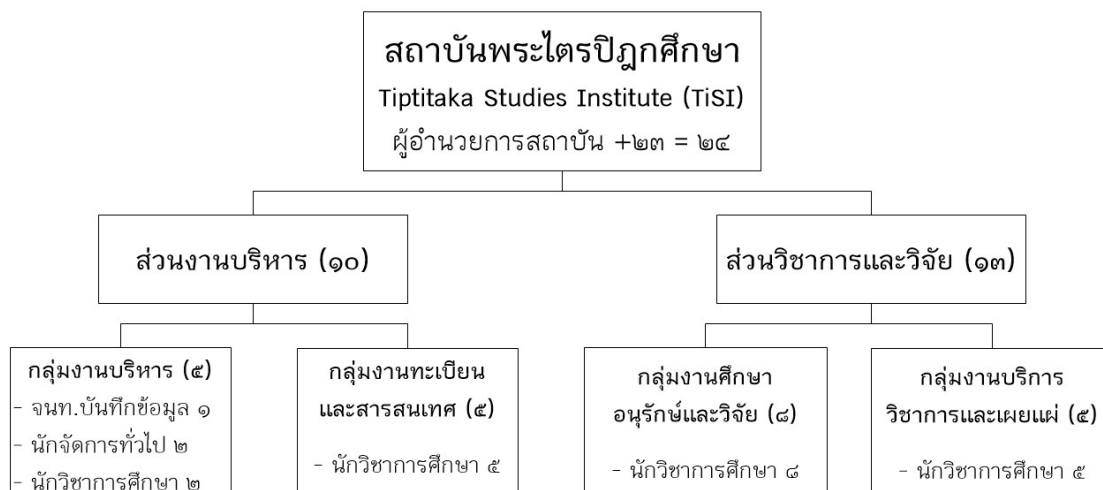 สถาบันพระไตรปิฎกศึกษา
Tiptitaka Studies Institute (TiSI)
ผู้อำนวยการสถาบัน +๒๓ = ๒๔
ส่วนงานบริหาร (๑๐)
ส่วนวิชาการและวิจัย (๑๓)
กลุ่มงานบริหาร (๕)
- จนท.บันทึกข้อมูล ๑
- นักจัดการทั่วไป ๒
- นักวิชาการศึกษา ๒
กลุ่มงานทะเบียน
และสารสนเทศ (๕)
- นักวิชาการศึกษา ๕
กลุ่มงานศึกษา
อนุรักษ์และวิจัย (๘)
- นักวิชาการศึกษา ๘
กลุ่มงานบริการ
วิชาการและเผยแผ่ (๕)
- นักวิชาการศึกษา ๕